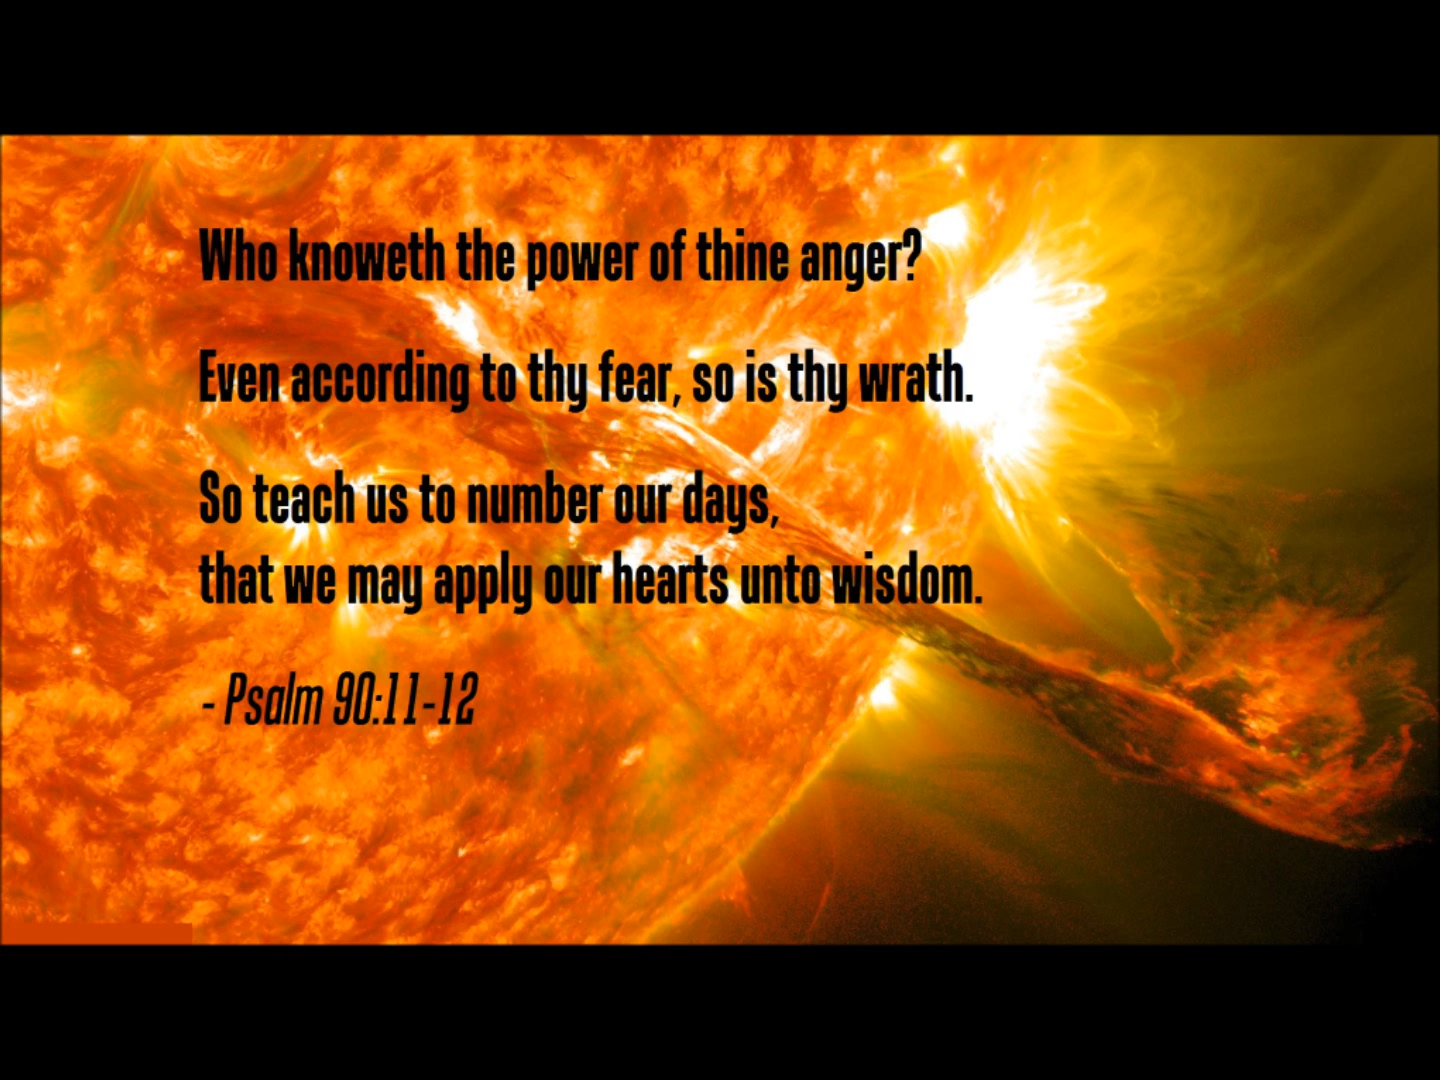 Who knoweth the power of thine anger?
Even according to thy fear, so is thy wrath.
So teach us to number our days,
that we may apply our hearts unto wisdom.
- Psalm 90:11-12